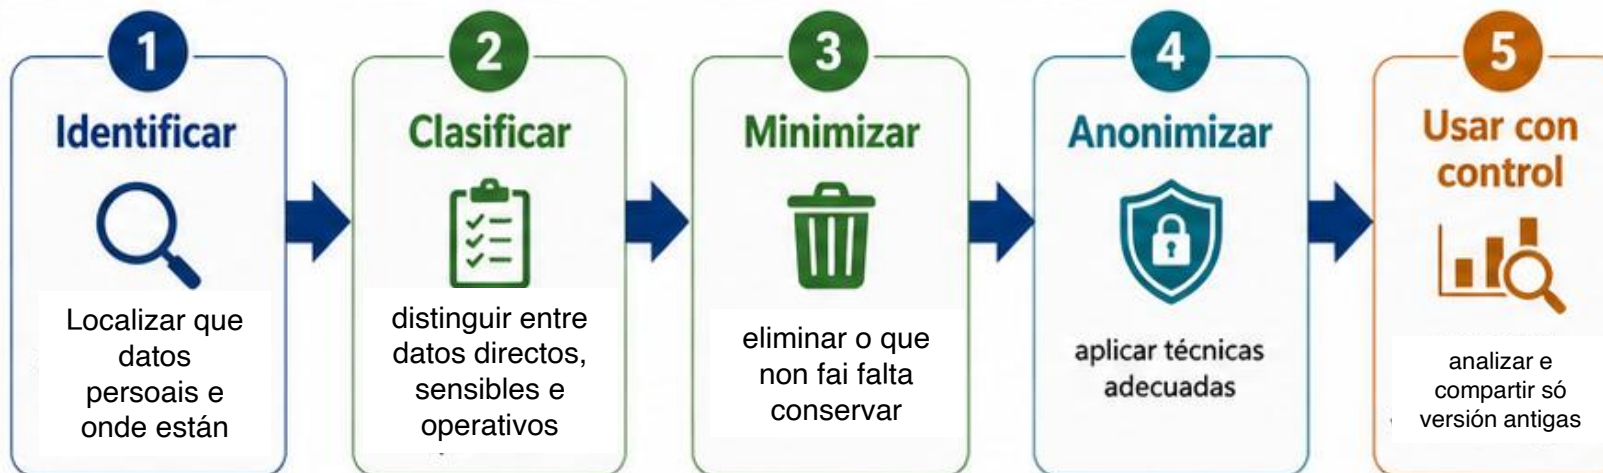 1
Identificar
Localizar que
datos
persoais e
onde están
2
Clasificar
distinguir entre
datos directos,
sensibles e
operativos
3
Minimizar
eliminar o que
non fai falta
conservar
4
Anonimizar
aplicar técnicas
adecuadas
5
Usar con
control
analizar e
compartir só
versión antigas